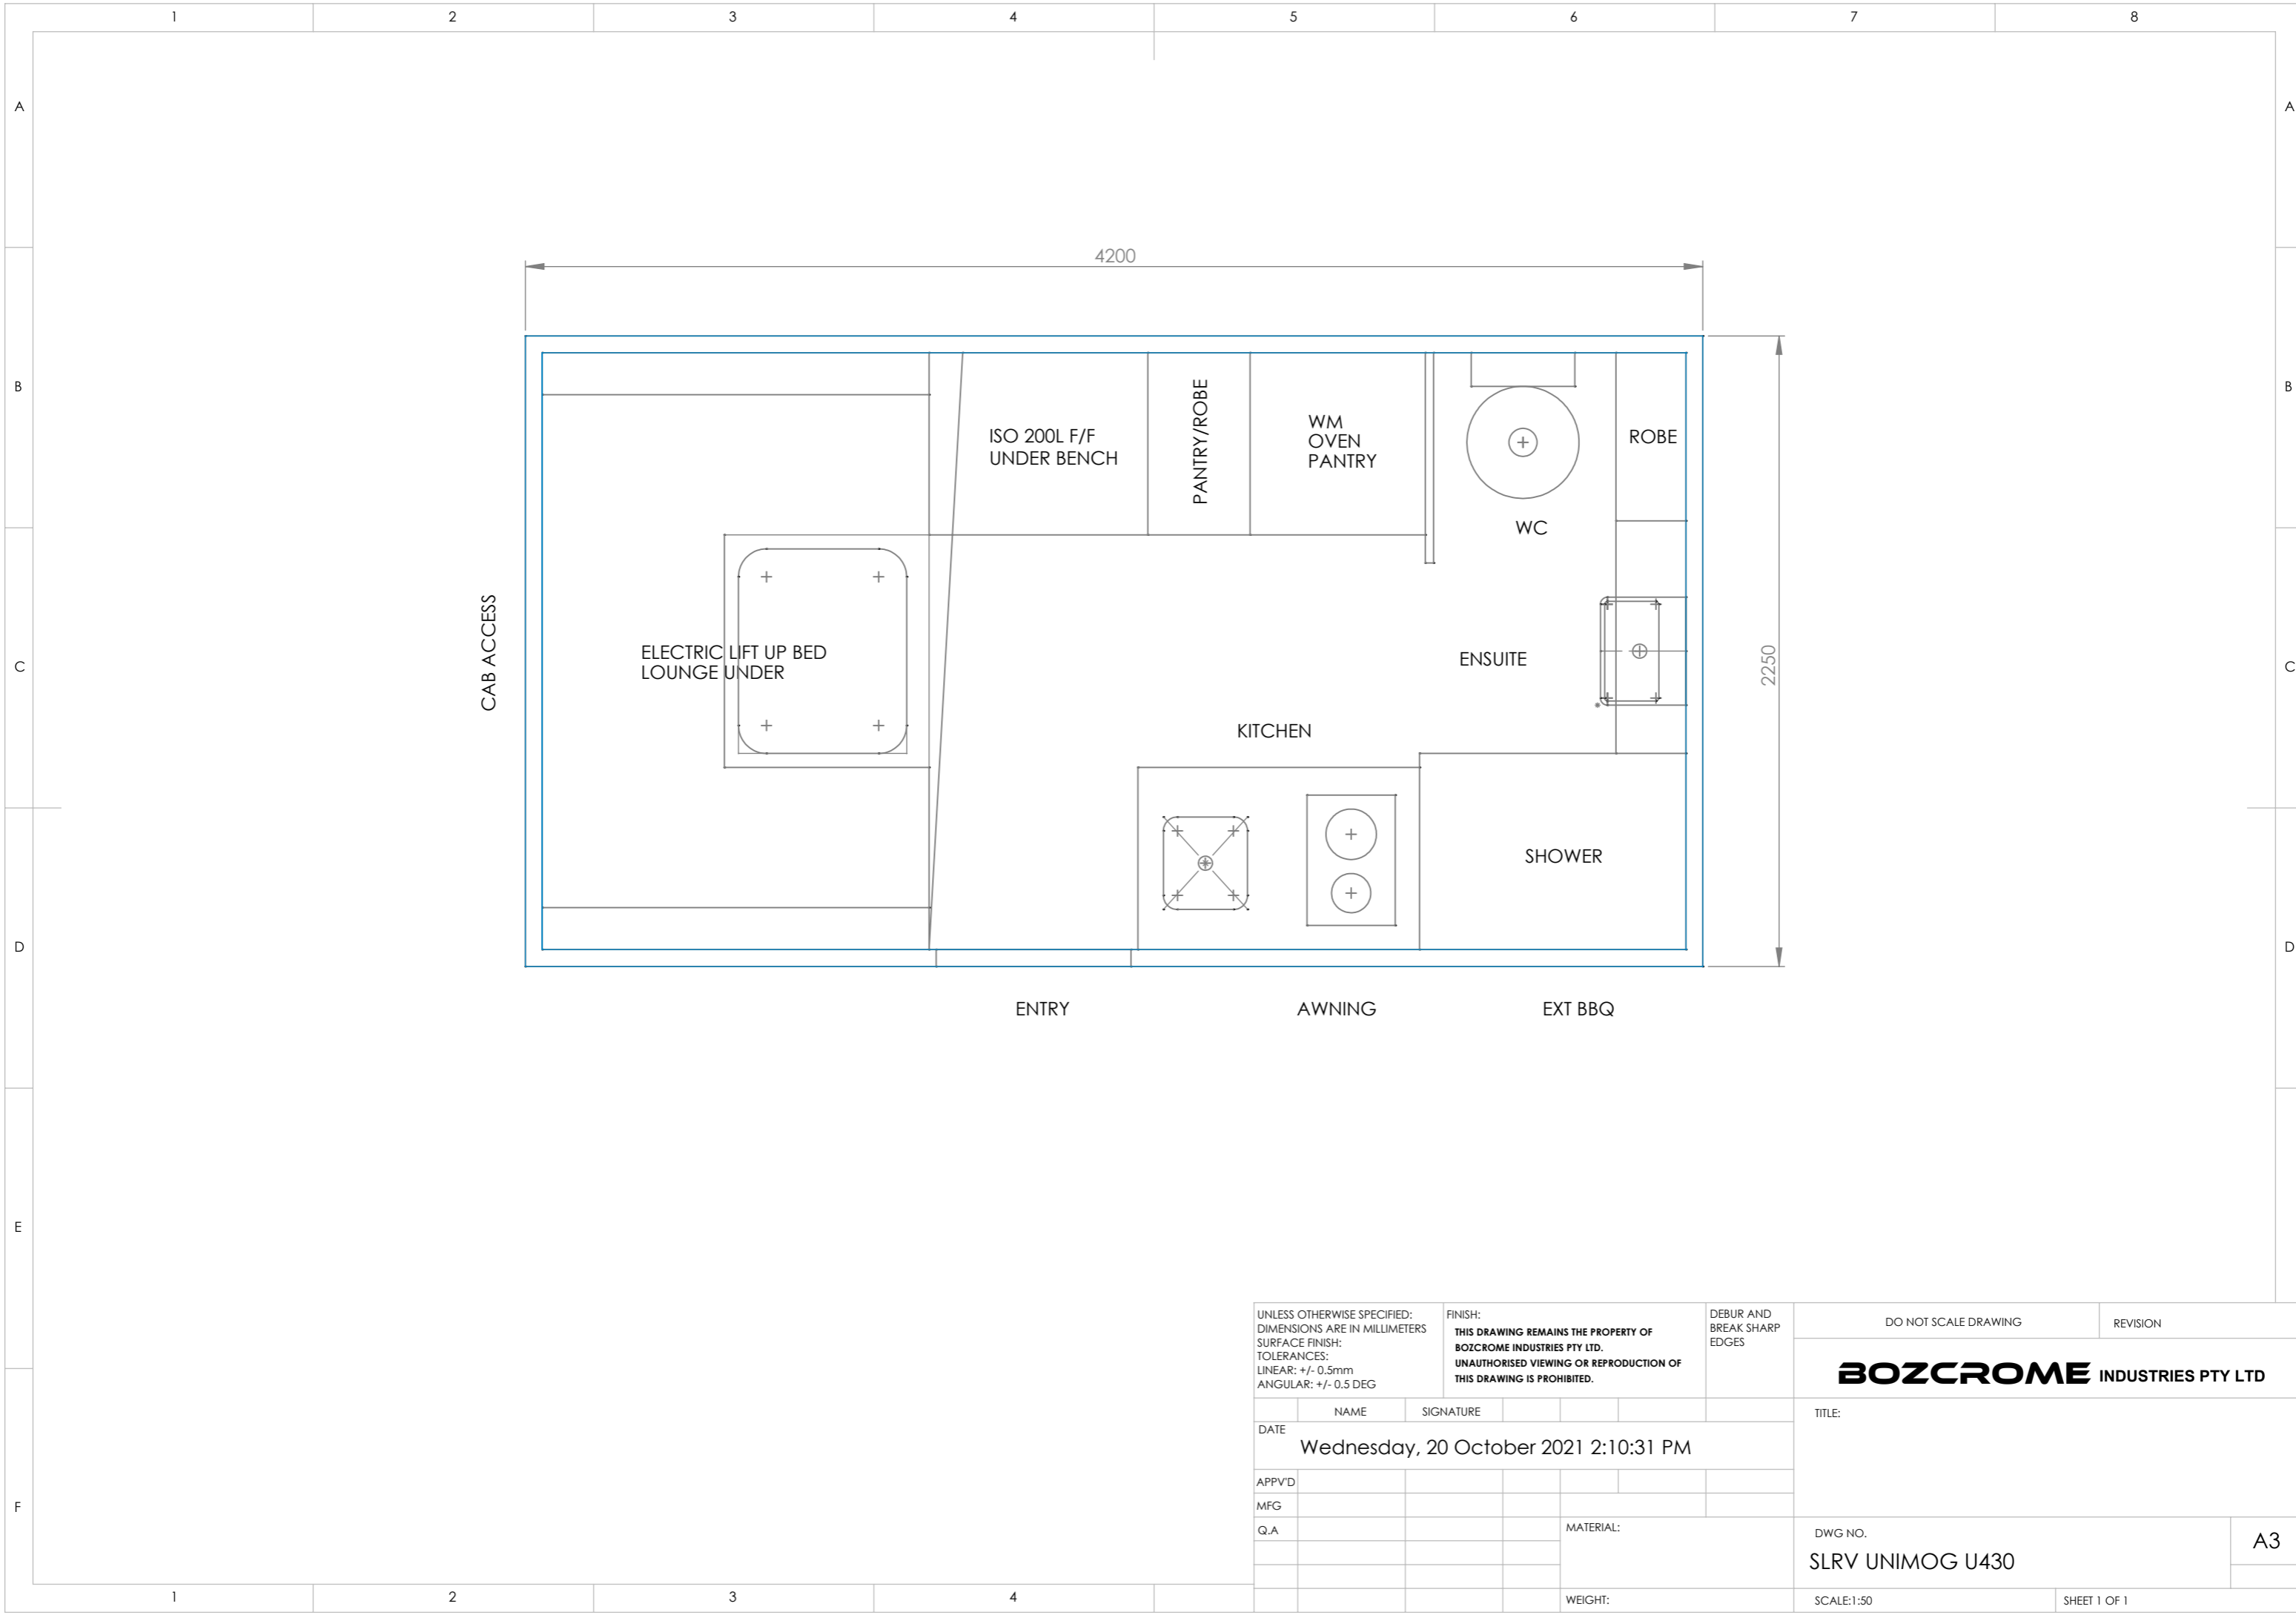 1 2 3 4 5 6 7 8
A A
B B
C C
D D
E
F
4200
2250
CAB ACCESS
ISO 200L F/F
UNDER BENCH
PANTRY/ROBE
WM
OVEN
PANTRY
ROBE
WC
ELECTRIC LIFT UP BED
LOUNGE UNDER
ENSUITE
KITCHEN
SHOWER
ENTRY AWNING EXT BBQ
UNLESS OTHERWISE SPECIFIED:
DIMENSIONS ARE IN MILLIMETERS
SURFACE FINISH:
TOLERANCES:
LINEAR: +/- 0.5mm
ANGULAR: +/- 0.5 DEG
FINISH:
THIS DRAWING REMAINS THE PROPERTY OF
BOZCROME INDUSTRIES PTY LTD.
UNAUTHORISED VIEWING OR REPRODUCTION OF
THIS DRAWING IS PROHIBITED.
DEBUR AND
BREAK SHARP
EDGES
DO NOT SCALE DRAWING
REVISION
BOZCROME INDUSTRIES PTY LTD
NAME SIGNATURE
DATE
Wednesday, 20 October 2021 2:10:31 PM
APPV'D
MFG
Q.A
MATERIAL:
WEIGHT:
TITLE:
DWG NO.
SLRV UNIMOG U430
A3
SCALE:1:50
SHEET 1 OF 1
1 2 3 4